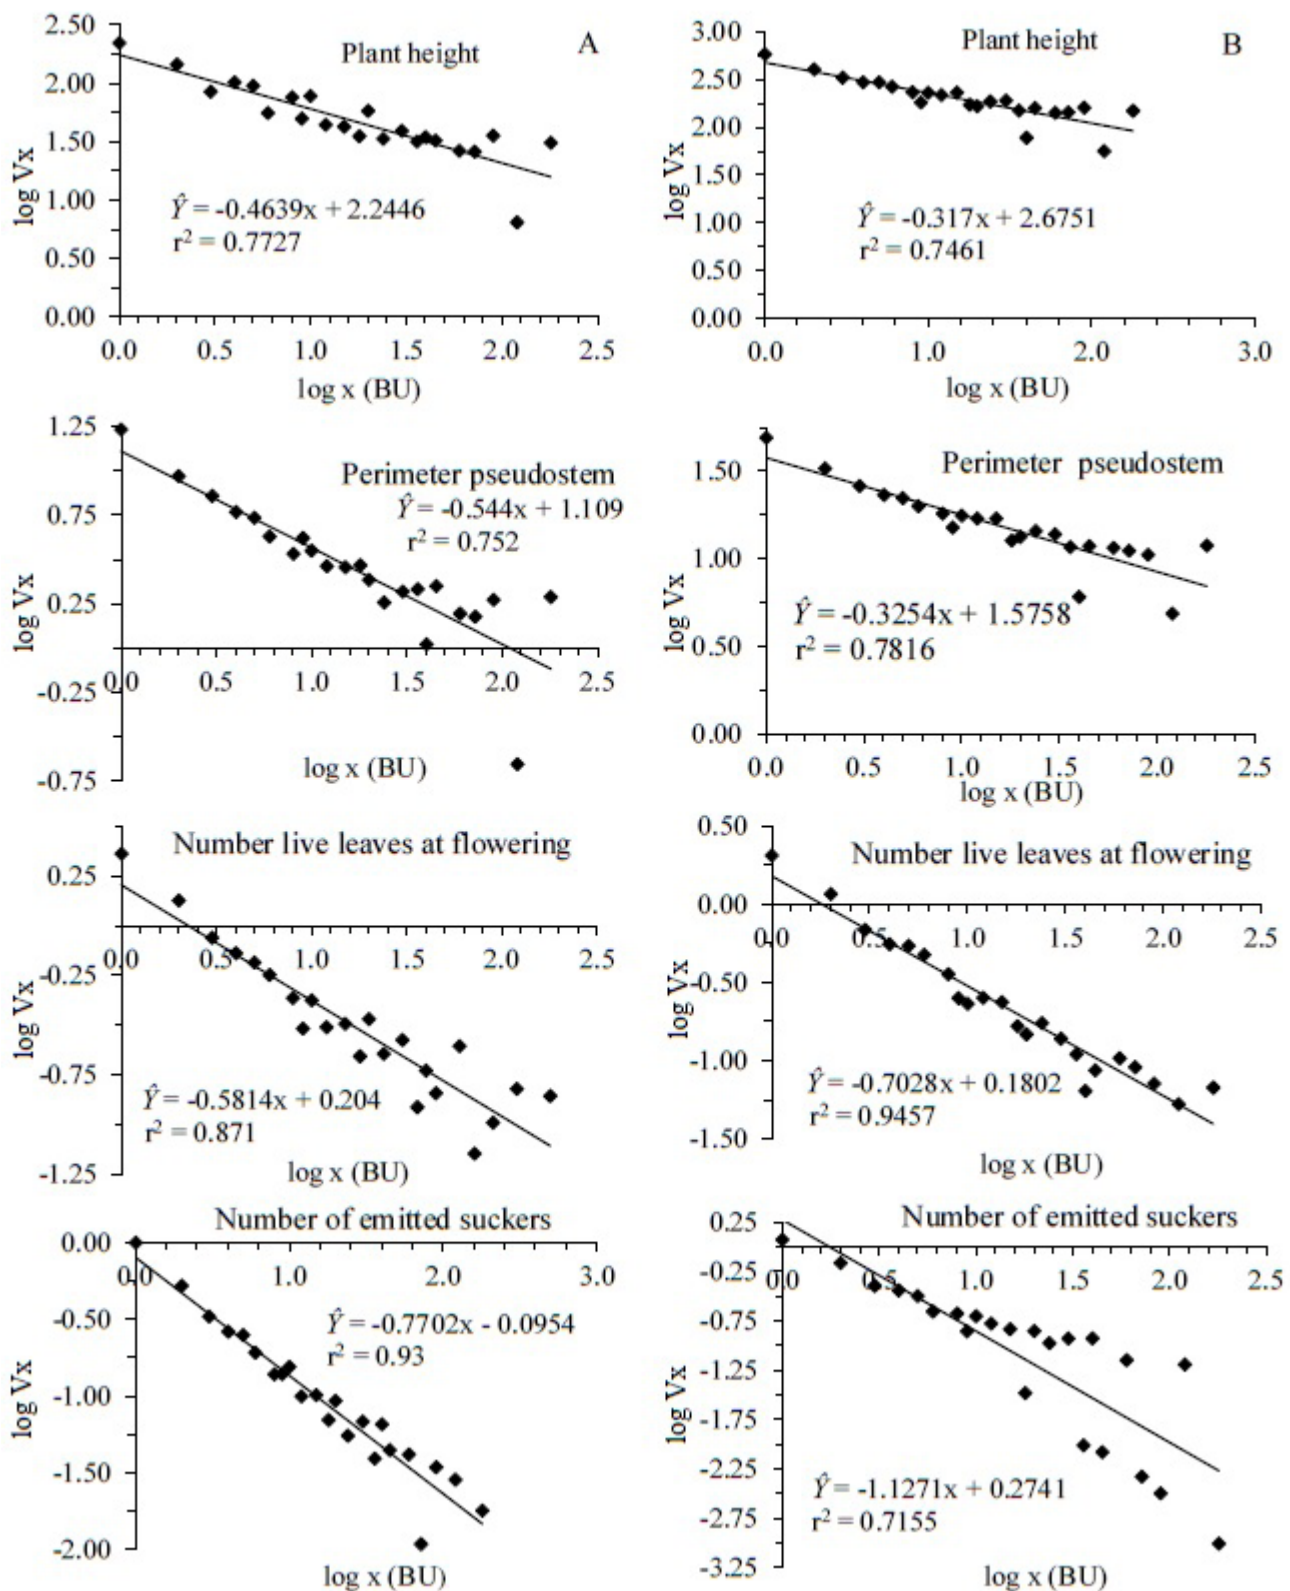 2.50
2.00
1.50
1.00
0.50
0.00
log Vx
Plant height
A
Ŷ = -0.4639x + 2.2446
r² = 0.7727
0.0 0.5 1.0 1.5 2.0 2.5
log x (BU)
3.00
2.50
2.00
1.50
1.00
0.50
0.00
log Vx
Plant height
B
Ŷ = -0.317x + 2.6751
r² = 0.7461
0.0 1.0 2.0 3.0
log x (BU)
1.25
0.75
0.25
-0.25
-0.75
log Vx
Perimeter pseudostem
Ŷ = -0.544x + 1.109
r² = 0.752
0.0 0.5 1.0 1.5 2.0 2.5
log x (BU)
1.50
1.00
0.50
0.00
log Vx
Perimeter pseudostem
Ŷ = -0.3254x + 1.5758
r² = 0.7816
0.0 0.5 1.0 1.5 2.0 2.5
log x (BU)
0.25
-0.25
-0.75
-1.25
log Vx
Number live leaves at flowering
0.0 0.5 1.0 1.5 2.0 2.5
Ŷ = -0.5814x + 0.204
r² = 0.871
log x (BU)
0.50
0.00
-0.50
-1.00
-1.50
log Vx
Number live leaves at flowering
0.0 0.5 1.0 1.5 2.0 2.5
Ŷ = -0.7028x + 0.1802
r² = 0.9457
log x (BU)
0.00
-0.50
-1.00
-1.50
-2.00
log Vx
Number of emitted suckers
0.0 1.0 2.0 3.0
Ŷ = -0.7702x - 0.0954
r² = 0.93
log x (BU)
0.25
-0.25
-0.75
-1.25
-1.75
-2.25
-2.75
-3.25
log Vx
Number of emitted suckers
0.0 0.5 1.0 1.5 2.0 2.5
Ŷ = -1.1271x + 0.2741
r² = 0.7155
log x (BU)